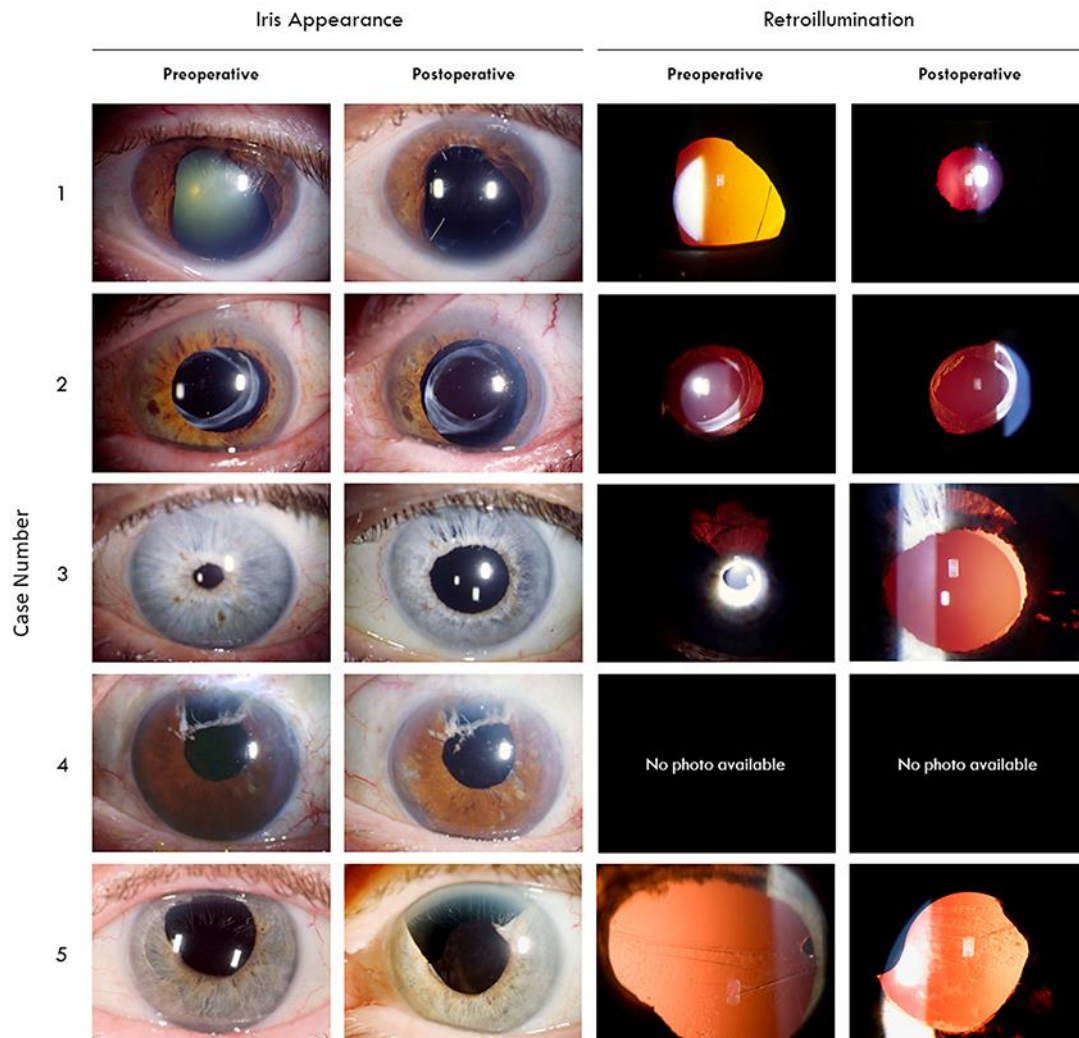 Iris Appearance
Retroillumination
Preoperative
Postoperative
Preoperative
Postoperative
Case Number
1
2
3
4
No photo available
No photo available
5